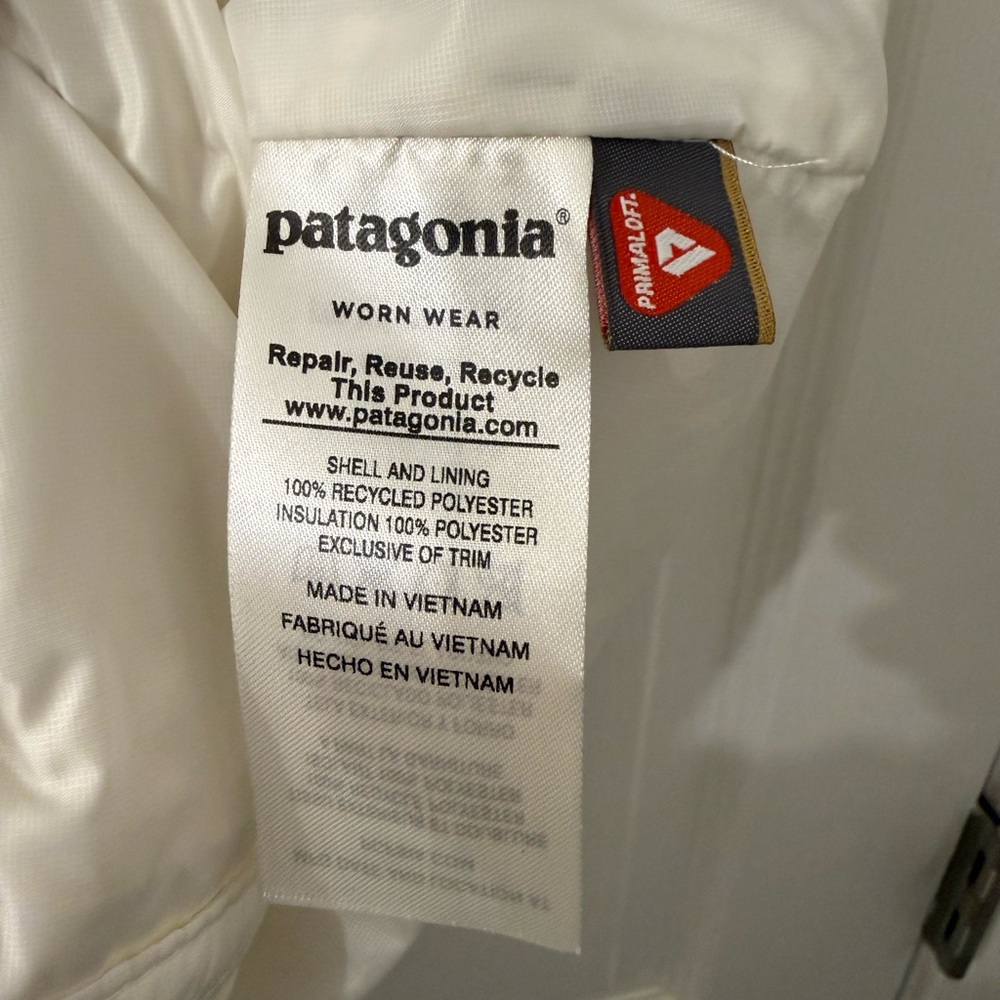 patagonia®
WORN WEAR
Repair, Reuse, Recycle
This Product
www.patagonia.com
SHELL AND LINING
100% RECYCLED POLYESTER
INSULATION 100% POLYESTER
EXCLUSIVE OF TRIM
MADE IN VIETNAM
FABRIQUÉ AU VIETNAM
HECHO EN VIETNAM
PRIMALOFT®